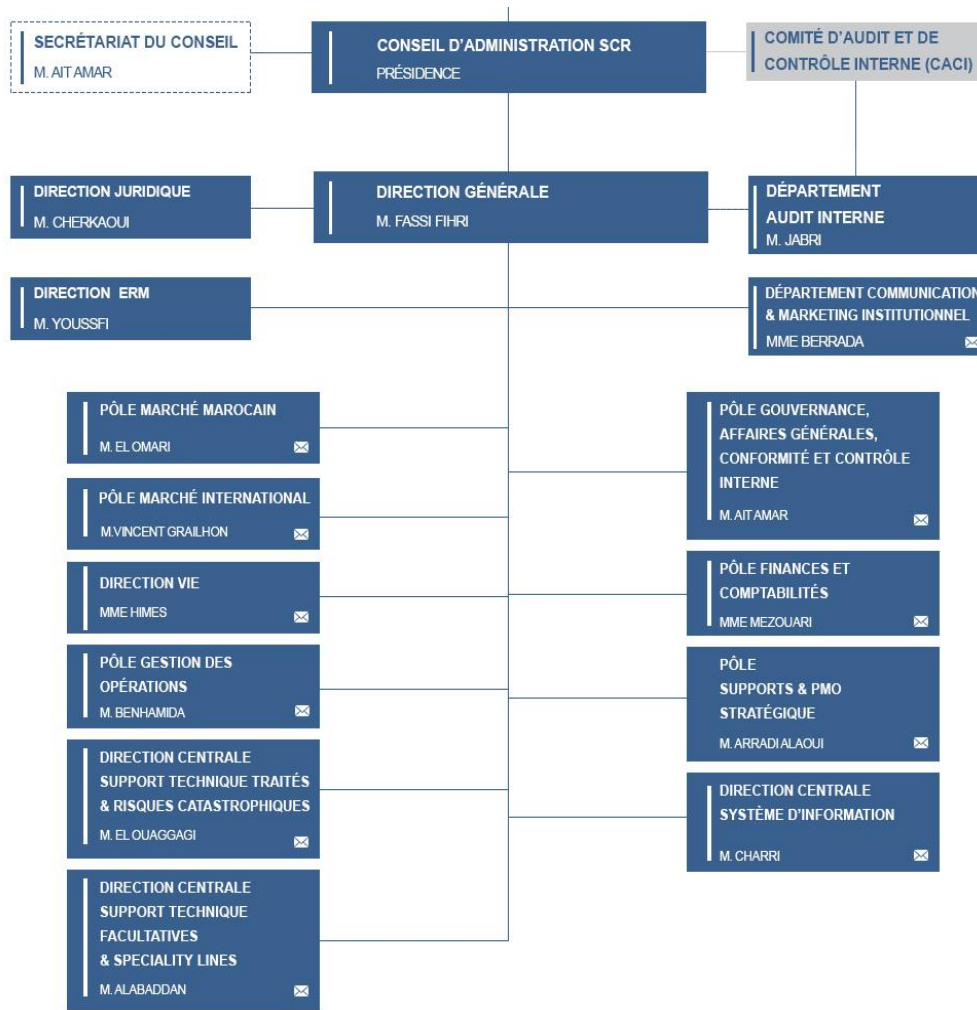 SECRÉTARIAT DU CONSEIL
M. AIT AMAR
CONSEIL D'ADMINISTRATION SCR
PRÉSIDENCE
COMITÉ D'AUDIT ET DE
CONTRÔLE INTERNE (CACI)
DIRECTION JURIDIQUE
M. CHERKAOUI
DIRECTION GÉNÉRALE
M. FASSI FIHRI
DÉPARTEMENT
AUDIT INTERNE
M. JABRI
DIRECTION ERM
M. YOUSSFI
DÉPARTEMENT COMMUNICATION
& MARKETING INSTITUTIONNEL
MME BERRADA
PÔLE MARCHÉ MAROCAIN
M. EL OMARI
PÔLE MARCHÉ INTERNATIONAL
M.VINCENT GRAILHON
DIRECTION VIE
MME HIMES
PÔLE GESTION DES
OPÉRATIONS
M. BENHAMIDA
DIRECTION CENTRALE
SUPPORT TECHNIQUE TRAITÉS
& RISQUES CATASTROPHIQUES
M. EL OUAGGAGI
DIRECTION CENTRALE
SUPPORT TECHNIQUE
FACULTATIVES
& SPECIALITY LINES
M. ALABADDAN
PÔLE GOUVERNANCE,
AFFAIRES GÉNÉRALES,
CONFORMITÉ ET CONTRÔLE
INTERNE
M. AIT AMAR
PÔLE FINANCES ET
COMPTABILITÉS
MME MEZOUARI
PÔLE
SUPPORTS & PMO
STRATÉGIQUE
M. ARRADI ALAOUI
DIRECTION CENTRALE
SYSTÈME D'INFORMATION
M. CHARRI